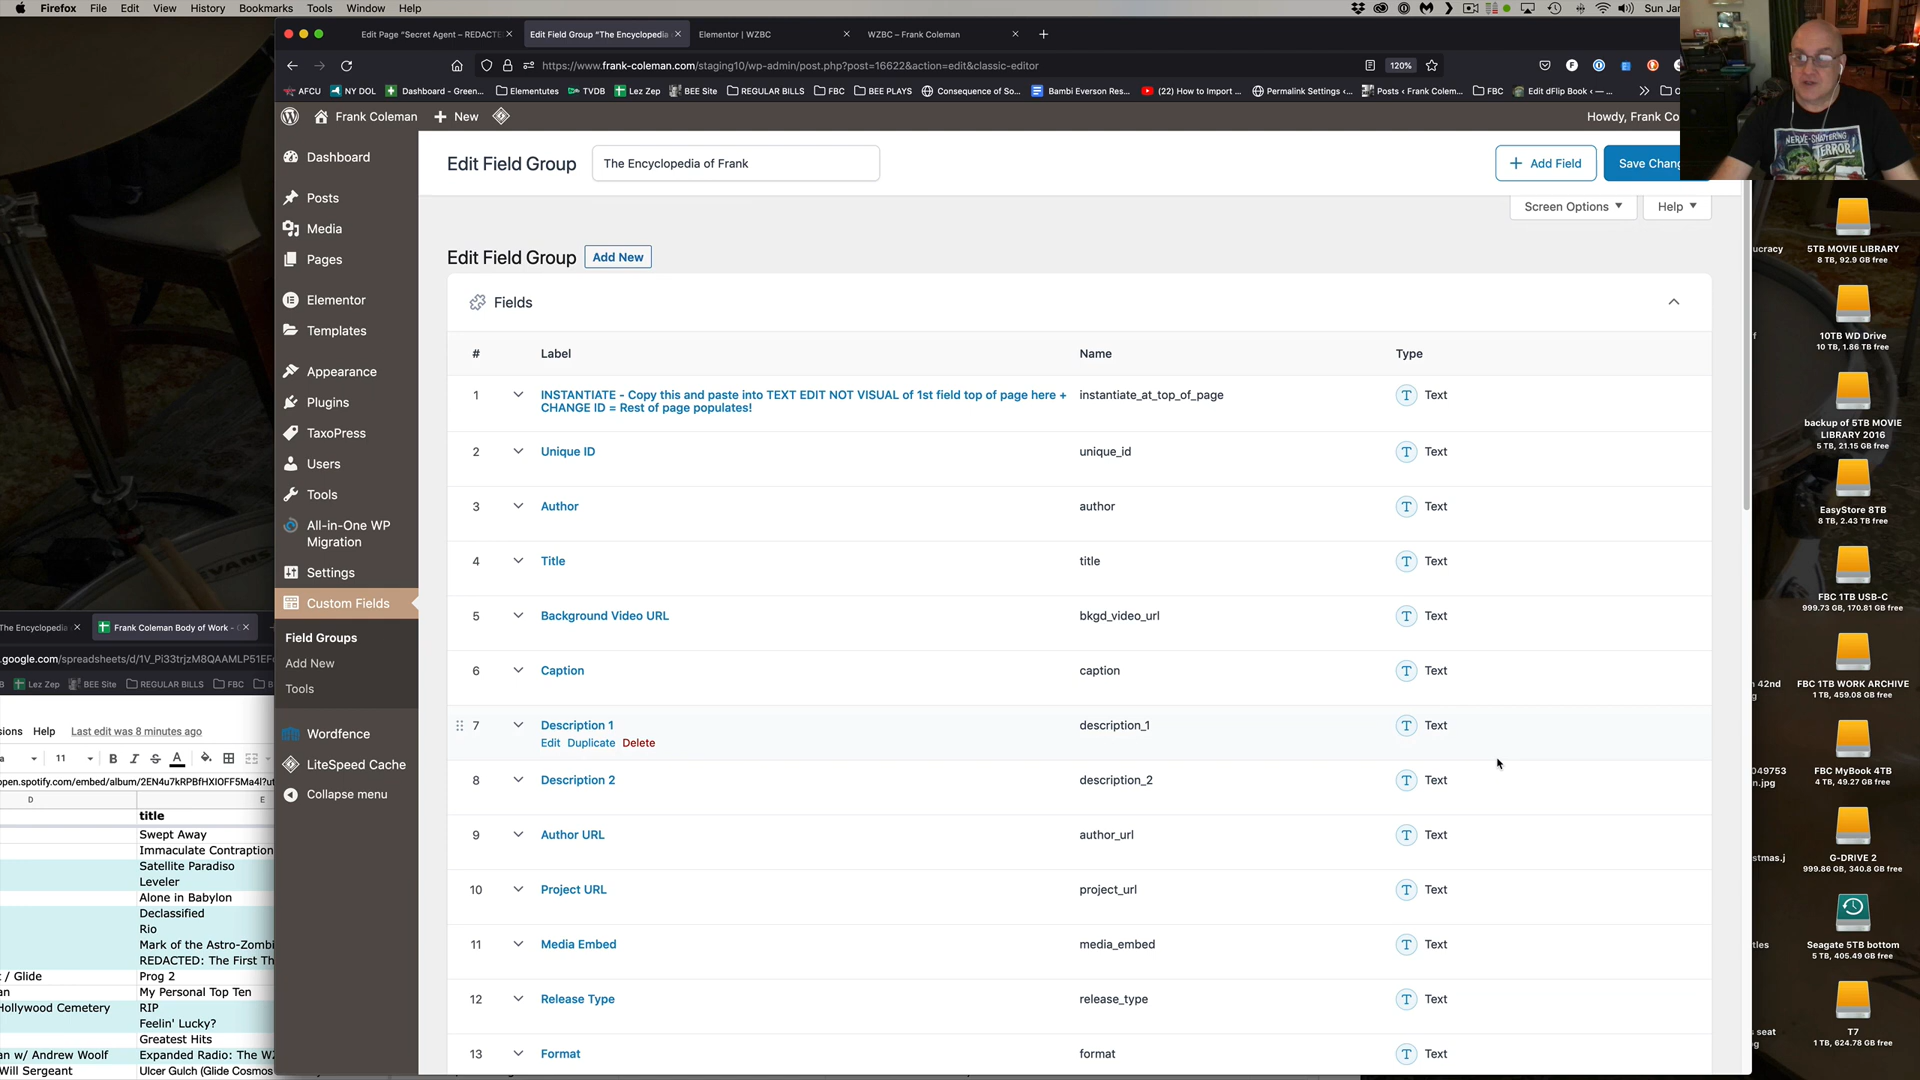 Firefox File Edit View History Bookmarks Tools Window Help Sun Jan
Edit Page “Secret Agent – REDACTE Edit Field Group “The Encyclopedia Elementor | WZBC WZBC – Frank Coleman
https://www.frank-coleman.com/staging10/wp-admin/post.php?post=16622&action=edit&classic-editor 120%
AFCU NY DOL Dashboard - Green... Elementutes TVDB Lez Zep BEE Site REGULAR BILLS FBC BEE PLAYS Consequence of So... Bambi Everson Res... (22) How to Import ... Permalink Settings ‹... Posts ‹ Frank Colem... FBC Edit dFlip Book ‹ —...
Frank Coleman New Howdy, Frank Co
NERVE-SHATTERING
TERROR!
Dashboard
Posts
Media
Pages
Elementor
Templates
Appearance
Plugins
TaxoPress
Users
Tools
All-in-One WP
Migration
Settings
Custom Fields
Field Groups
Add New
Tools
Wordfence
LiteSpeed Cache
Collapse menu
Edit Field Group The Encyclopedia of Frank + Add Field Save Chang
Screen Options Help
Edit Field Group Add New
Fields
# Label Name Type
1 INSTANTIATE - Copy this and paste into TEXT EDIT NOT VISUAL of 1st field top of page here + instantiate_at_top_of_page T Text
CHANGE ID = Rest of page populates!
2 Unique ID unique_id T Text
3 Author author T Text
4 Title title T Text
5 Background Video URL bkgd_video_url T Text
6 Caption caption T Text
7 Description 1 description_1 T Text
Edit Duplicate Delete
8 Description 2 description_2 T Text
9 Author URL author_url T Text
10 Project URL project_url T Text
11 Media Embed media_embed T Text
12 Release Type release_type T Text
13 Format format T Text
The Encyclopedia Frank Coleman Body of Work -
.google.com/spreadsheets/d/1V_Pi33trjzM8QAAMLP51EF
Lez Zep BEE Site REGULAR BILLS FBC
sions Help Last edit was 8 minutes ago
11 B I S A
open.spotify.com/embed/album/2EN4u7kRPBfHXIOFF5Ma4l?ut
D E
title
Swept Away
Immaculate Contraption
Satellite Paradiso
Leveler
Alone in Babylon
Declassified
Rio
Mark of the Astro-Zombi
REDACTED: The First Th
/ Glide Prog 2
an My Personal Top Ten
Hollywood Cemetery RIP
Feelin' Lucky?
Greatest Hits
an w/ Andrew Woolf Expanded Radio: The WZ
Will Sergeant Ulcer Gulch (Glide Cosmos
EVANS
ucracy
5TB MOVIE LIBRARY
8 TB, 92.9 GB free
10TB WD Drive
10 TB, 1.86 TB free
backup of 5TB MOVIE
LIBRARY 2016
5 TB, 21.15 GB free
EasyStore 8TB
8 TB, 2.43 TB free
FBC 1TB USB-C
999.73 GB, 170.81 GB free
42nd
FBC 1TB WORK ARCHIVE
1 TB, 459.08 GB free
049753
n.jpg
FBC MyBook 4TB
4 TB, 49.27 GB free
stmas.j
G-DRIVE 2
999.86 GB, 340.8 GB free
tles
Seagate 5TB bottom
5 TB, 405.49 GB free
seat
T7
1 TB, 624.78 GB free